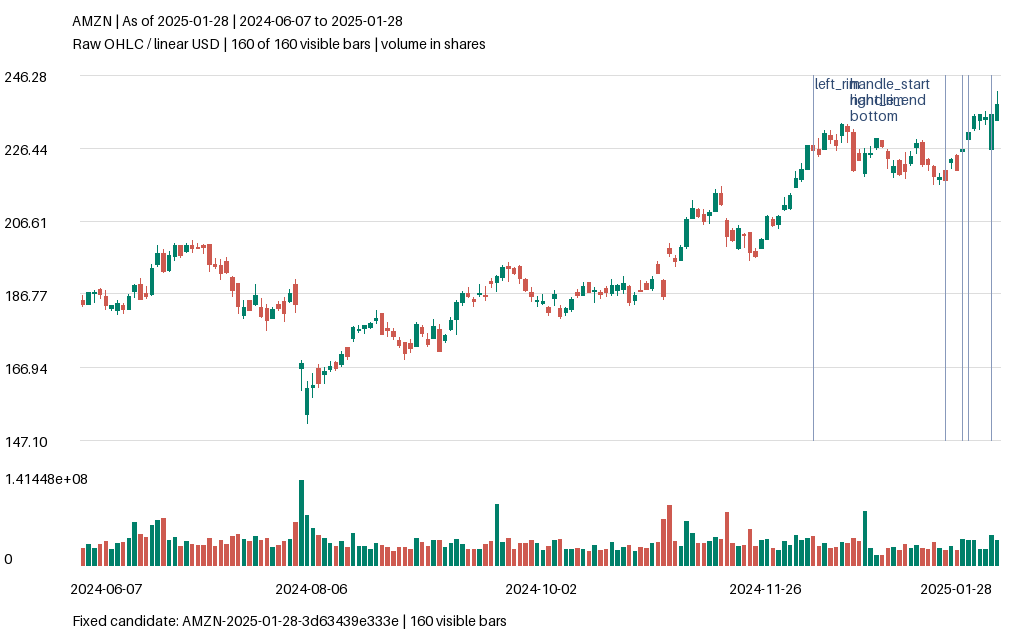 AMZN | As of 2025-01-28 | 2024-06-07 to 2025-01-28
Raw OHLC / linear USD | 160 of 160 visible bars | volume in shares
246.28
left_rim
handle_start
right_rim
handle_end
bottom
226.44
206.61
186.77
166.94
147.10
1.41448e+08
0
2024-06-07
2024-08-06
2024-10-02
2024-11-26
2025-01-28
Fixed candidate: AMZN-2025-01-28-3d63439e333e | 160 visible bars